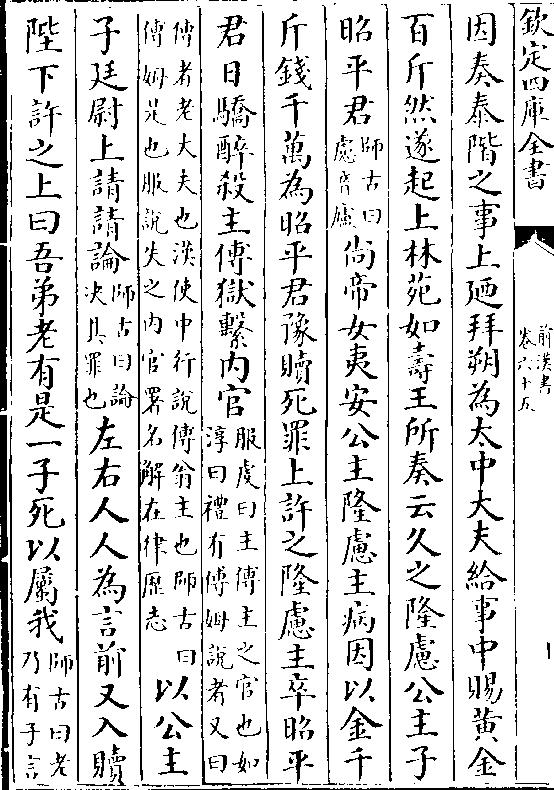 欽定四庫全書
前漢書
卷六十五
因奏泰階之事上廼拜朔為太中大夫給事中賜黃金
百斤然遂起上林苑如壽王所奏云久之隆慮公主子
昭平君師古曰慮音廬尚帝女夷安公主隆慮主病因以金千
斤錢千萬為昭平君豫贖死罪上許之隆慮主卒昭平
君日驕醉殺主傅獄繫內官服虔曰主傅主之官也如淳曰禮有傅姆說者又曰
傅者老大夫也漢使中行說傅翁主也師古曰傅姆是也服說失之內官署名解在律厯志以公主
子廷尉上請請論師古曰論決其罪也左右人人為言前又入贖
陛下許之上曰吾弟老有是一子死以屬我師古曰老乃有子言